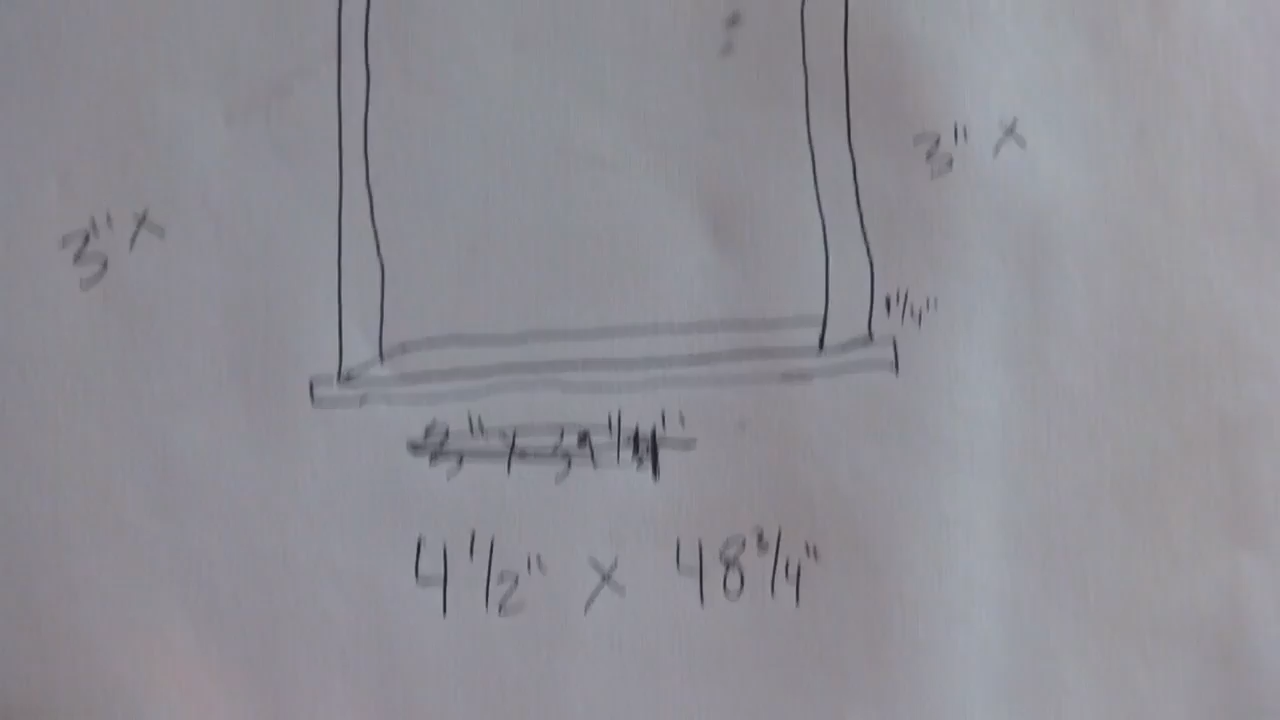 3" X
3" X
1 1/4"
4 1/2" X 48 3/4"